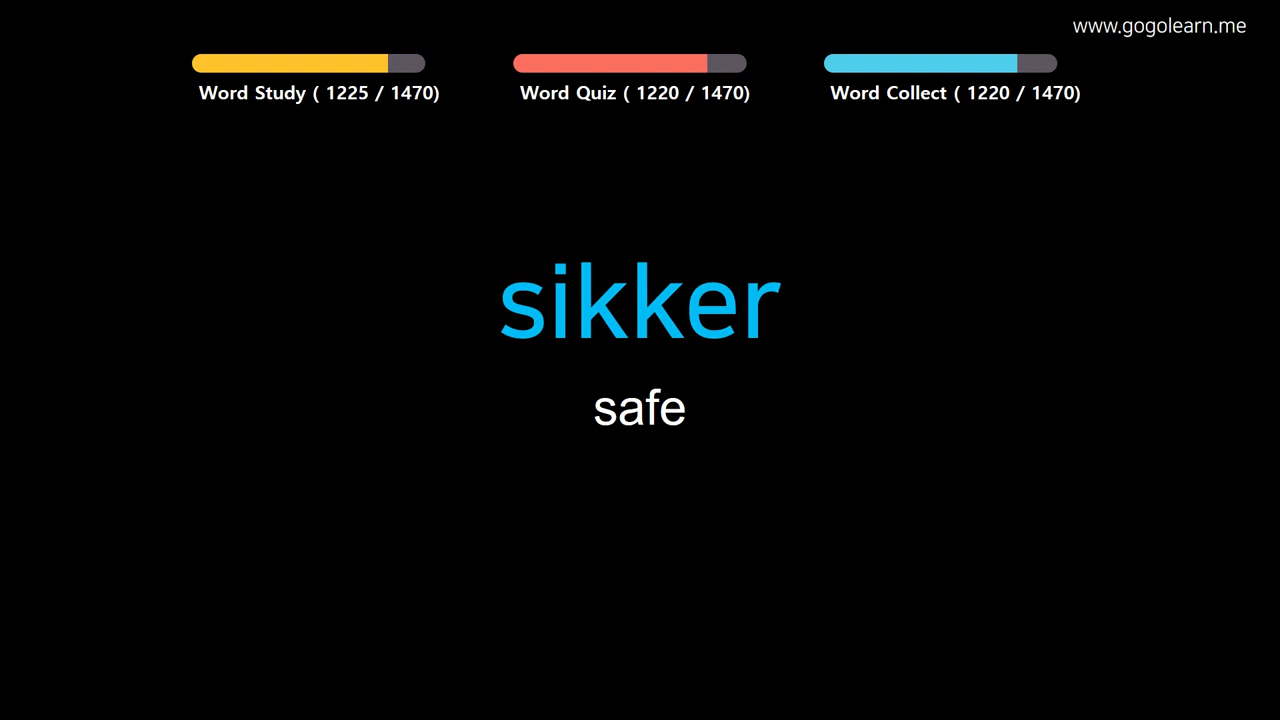 www.gogolearn.me
Word Study ( 1225 / 1470)
Word Quiz ( 1220 / 1470)
Word Collect ( 1220 / 1470)
sikker
safe